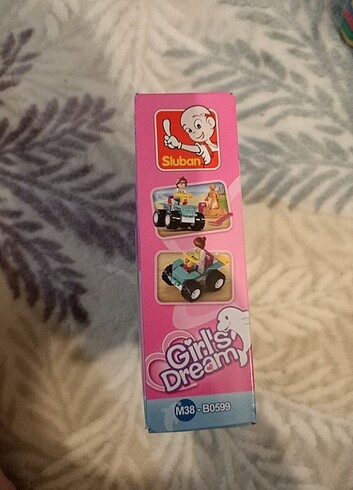 Sluban
Girl's
Dream
M38 - B0599